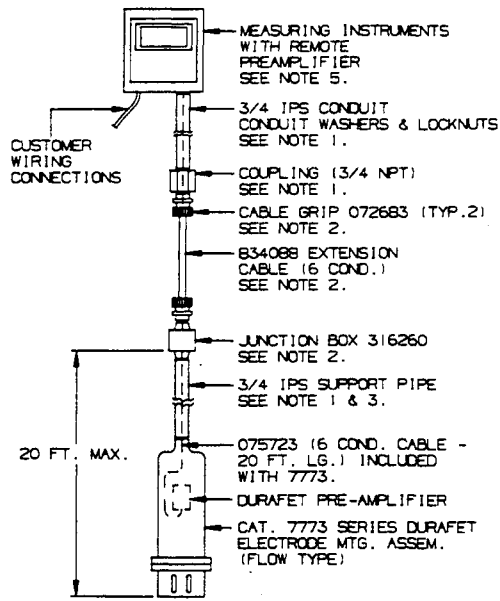 MEASURING INSTRUMENTS
WITH REMOTE
PREAMPLIFIER
SEE NOTE 5.
3/4 IPS CONDUIT
CONDUIT WASHERS & LOCKNUTS
SEE NOTE 1.
CUSTOMER
WIRING
CONNECTIONS
COUPLING (3/4 NPT)
SEE NOTE 1.
CABLE GRIP 072683 (TYP.2)
SEE NOTE 2.
834088 EXTENSION
CABLE (6 COND.)
SEE NOTE 2.
JUNCTION BOX 316260
SEE NOTE 2.
3/4 IPS SUPPORT PIPE
SEE NOTE 1 & 3.
20 FT. MAX.
075723 (6 COND. CABLE -
20 FT. LG.) INCLUDED
WITH 7773.
DURAFET PRE-AMPLIFIER
CAT. 7773 SERIES DURAFET
ELECTRODE MTG. ASSEM.
(FLOW TYPE)